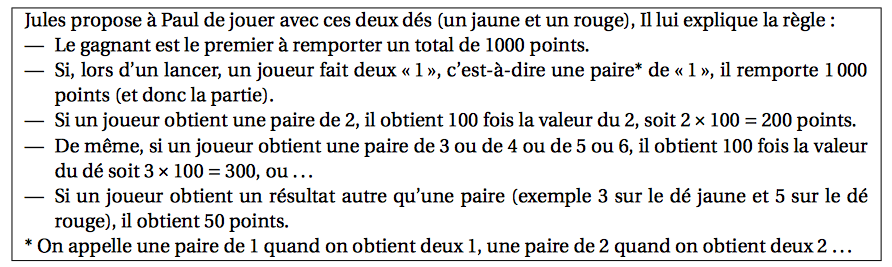 Jules propose à Paul de jouer avec ces deux dés (un jaune et un rouge), Il lui explique la règle :
— Le gagnant est le premier à remporter un total de 1000 points.
— Si, lors d’un lancer, un joueur fait deux « 1 », c’est-à-dire une paire* de « 1 », il remporte 1 000
points (et donc la partie).
— Si un joueur obtient une paire de 2, il obtient 100 fois la valeur du 2, soit 2 × 100 = 200 points.
— De même, si un joueur obtient une paire de 3 ou de 4 ou de 5 ou 6, il obtient 100 fois la valeur
du dé soit 3 × 100 = 300, ou ...
— Si un joueur obtient un résultat autre qu’une paire (exemple 3 sur le dé jaune et 5 sur le dé
rouge), il obtient 50 points.
* On appelle une paire de 1 quand on obtient deux 1, une paire de 2 quand on obtient deux 2 ...